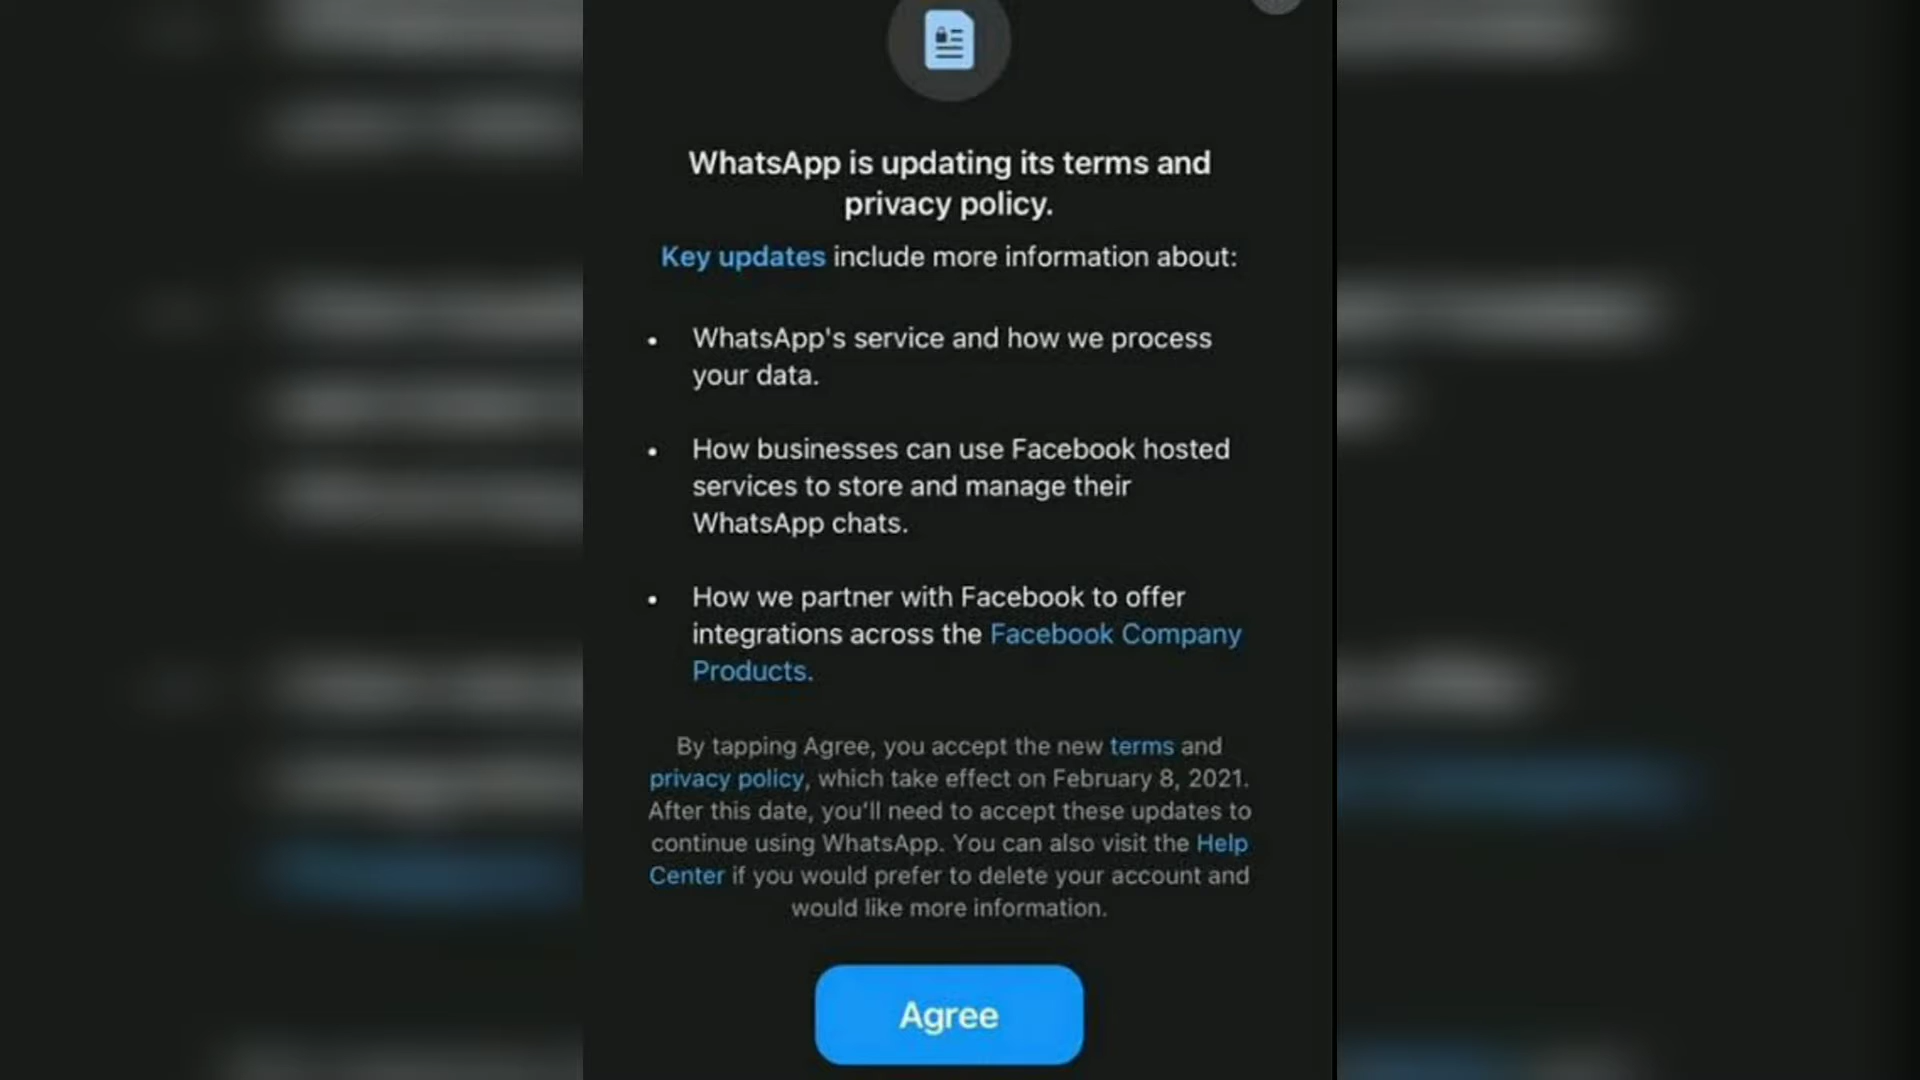 WhatsApp is updating its terms and
privacy policy.
Key updates include more information about:
• WhatsApp's service and how we process
your data.
• How businesses can use Facebook hosted
services to store and manage their
WhatsApp chats.
• How we partner with Facebook to offer
integrations across the Facebook Company
Products.
By tapping Agree, you accept the new terms and
privacy policy, which take effect on February 8, 2021.
After this date, you'll need to accept these updates to
continue using WhatsApp. You can also visit the Help
Center if you would prefer to delete your account and
would like more information.
Agree